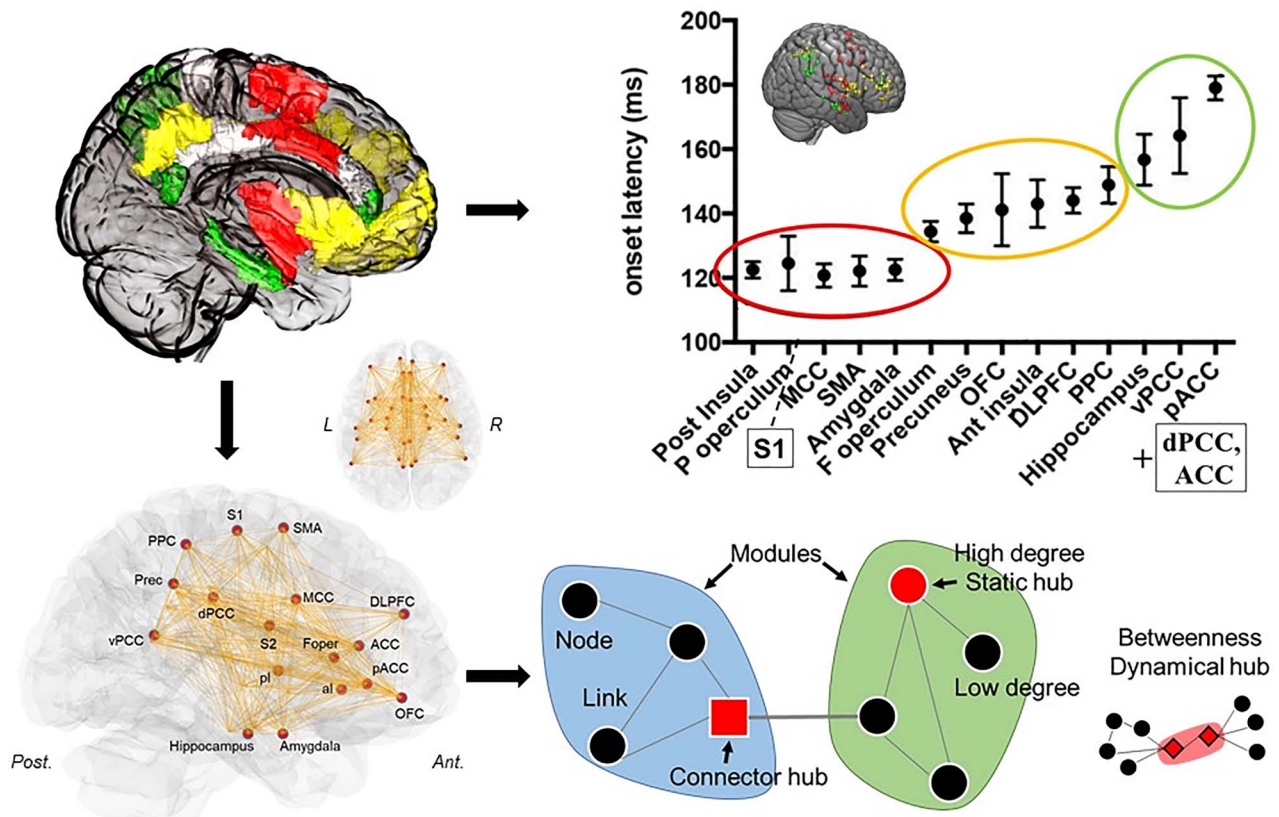 200
180
160
140
120
100
onset latency (ms)
Post Insula
P operculum
MCC
SMA
Amygdala
F operculum
Precuneus
OFC
Ant insula
DLPFC
PPC
Hippocampus
vPCC
pACC
S1
+
dPCC,
ACC
L
R
S1
SMA
PPC
Prec
dPCC
MCC
DLPFC
vPCC
S2
Foper
ACC
pACC
pI
aI
OFC
Hippocampus
Amygdala
Post.
Ant.
Modules
High degree
Static hub
Node
Link
Low degree
Connector hub
Betweenness
Dynamical hub